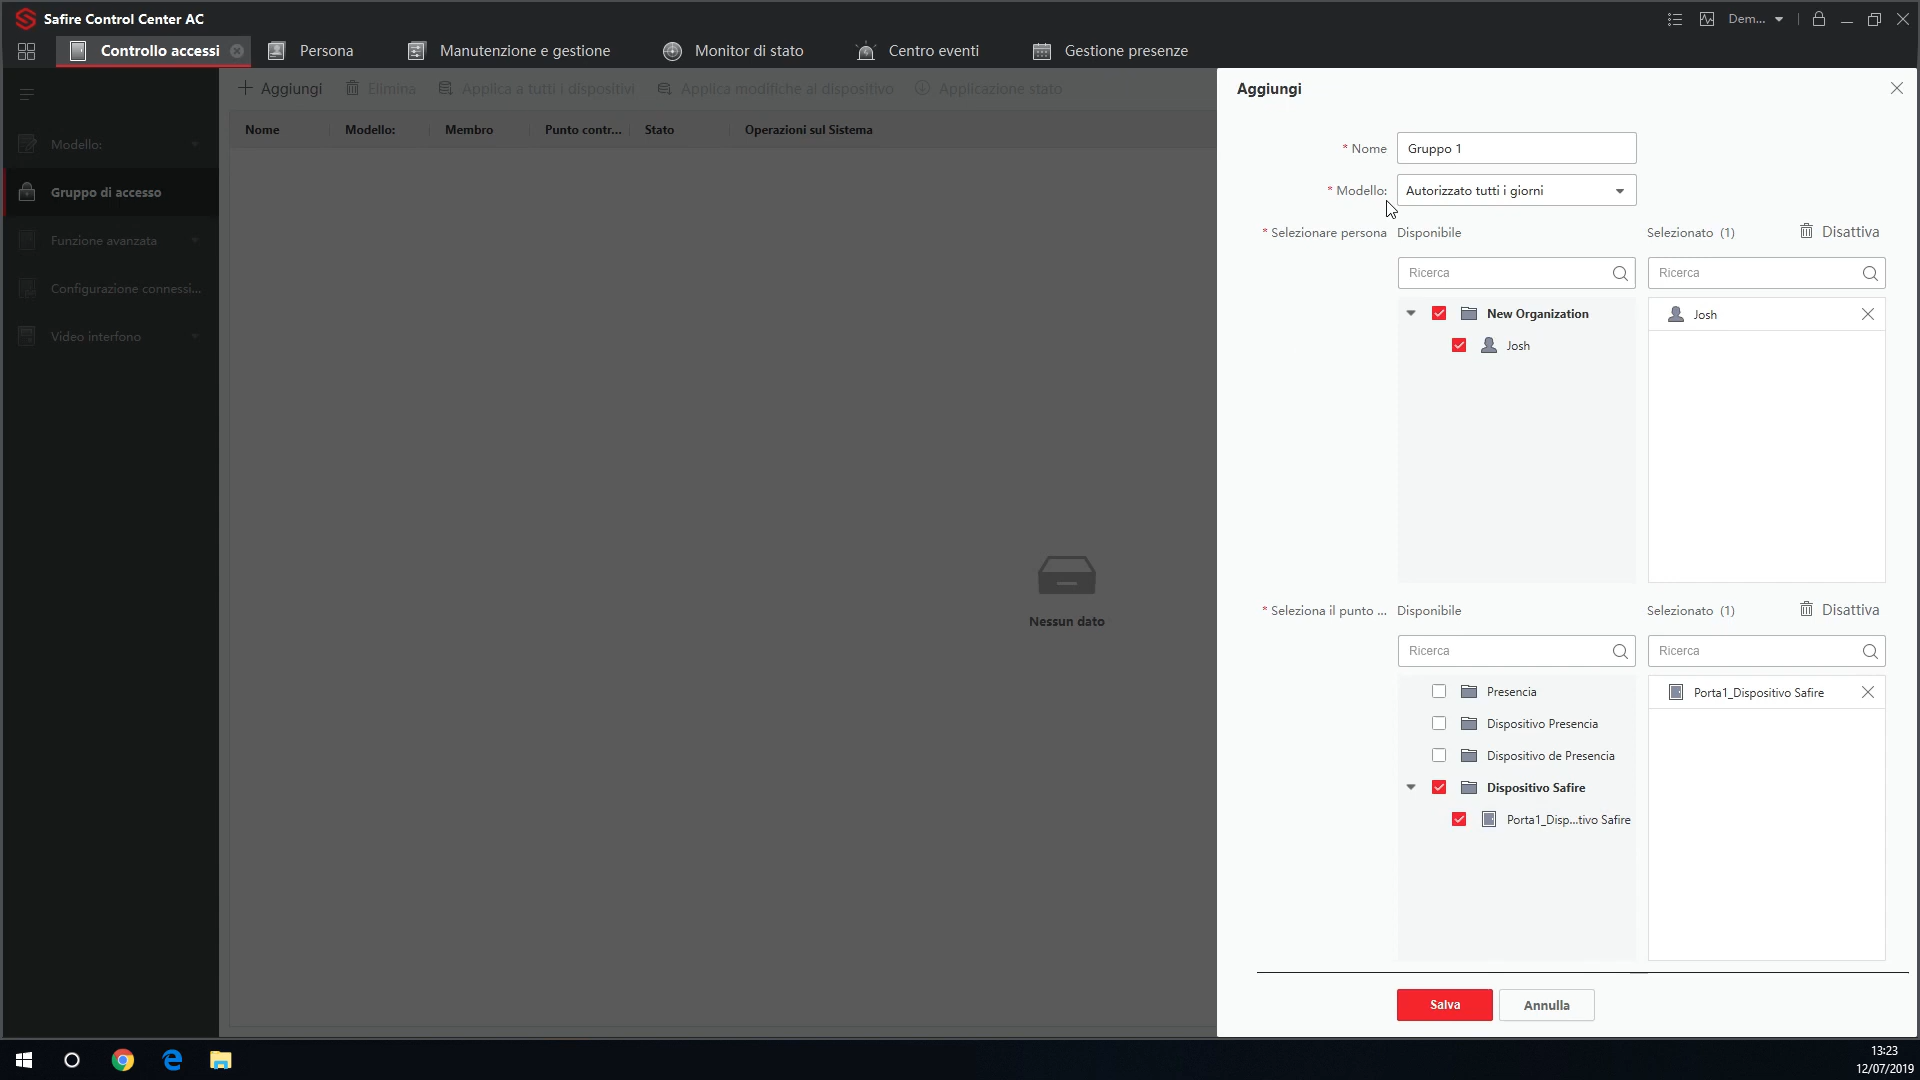 Safire Control Center AC
Dem...
Controllo accessi
Persona
Manutenzione e gestione
Monitor di stato
Centro eventi
Gestione presenze
Aggiungi
Elimina
Applica a tutti i dispositivi
Applica modifiche al dispositivo
Applicazione stato
Modello:
Gruppo di accesso
Funzione avanzata
Configurazione connessi...
Video interfono
Nome
Modello:
Membro
Punto contr...
Stato
Operazioni sul Sistema
Nessun dato
Aggiungi
* Nome
Gruppo 1
* Modello:
Autorizzato tutti i giorni
* Selezionare persona
Disponibile
Selezionato (1)
Disattiva
Ricerca
Ricerca
New Organization
Josh
Josh
* Seleziona il punto ...
Disponibile
Selezionato (1)
Disattiva
Ricerca
Ricerca
Presencia
Dispositivo Presencia
Dispositivo de Presencia
Dispositivo Safire
Porta1_Disp...tivo Safire
Porta1_Dispositivo Safire
Salva
Annulla
13:23
12/07/2019